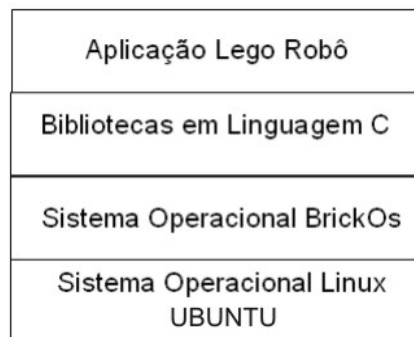 Aplicação Lego Robô
Bibliotecas em Linguagem C
Sistema Operacional BrickOs
Sistema Operacional Linux
UBUNTU